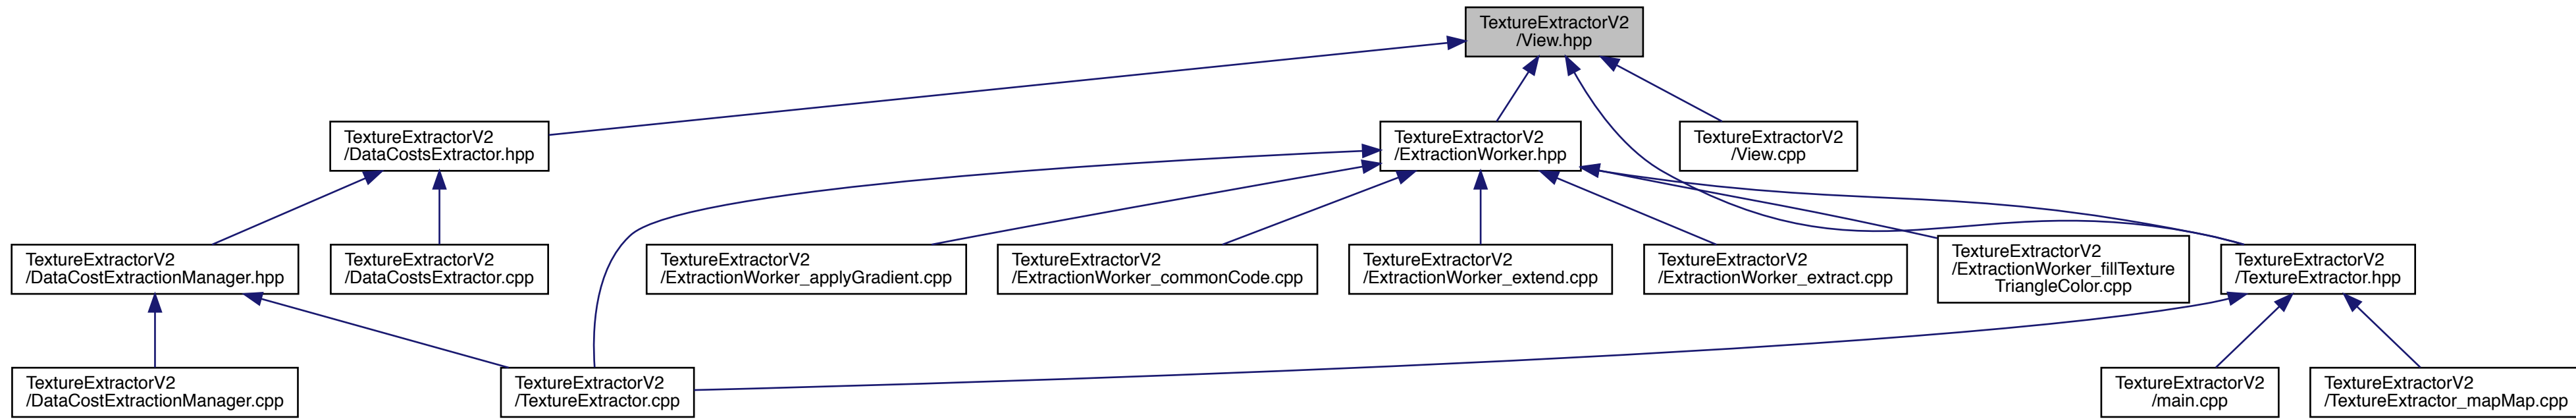 TextureExtractorV2
/View.hpp
TextureExtractorV2
/DataCostsExtractor.hpp
TextureExtractorV2
/ExtractionWorker.hpp
TextureExtractorV2
/View.cpp
TextureExtractorV2
/DataCostExtractionManager.hpp
TextureExtractorV2
/DataCostsExtractor.cpp
TextureExtractorV2
/ExtractionWorker_applyGradient.cpp
TextureExtractorV2
/ExtractionWorker_commonCode.cpp
TextureExtractorV2
/ExtractionWorker_extend.cpp
TextureExtractorV2
/ExtractionWorker_extract.cpp
TextureExtractorV2
/ExtractionWorker_fillTexture
TriangleColor.cpp
TextureExtractorV2
/TextureExtractor.hpp
TextureExtractorV2
/DataCostExtractionManager.cpp
TextureExtractorV2
/TextureExtractor.cpp
TextureExtractorV2
/main.cpp
TextureExtractorV2
/TextureExtractor_mapMap.cpp